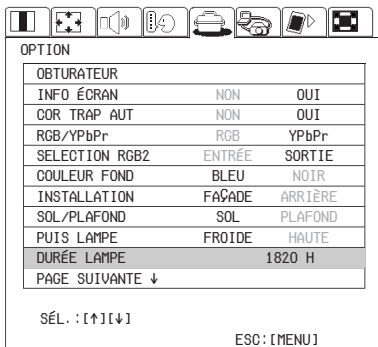 OPTION
OBTURATEUR
INFO ÉCRAN NON OUI
COR TRAP AUT NON OUI
RGB/YPbPr RGB YPbPr
SELECTION RGB2 ENTRÉE SORTIE
COULEUR FOND BLEU NOIR
INSTALLATION FAÇADE ARRIÈRE
SOL/PLAFOND SOL PLAFOND
PUIS LAMPE FROIDE HAUTE
DURÉE LAMPE 1820 H
PAGE SUIVANTE ↓
SÉL.:[↑][↓]
ESC:[MENU]